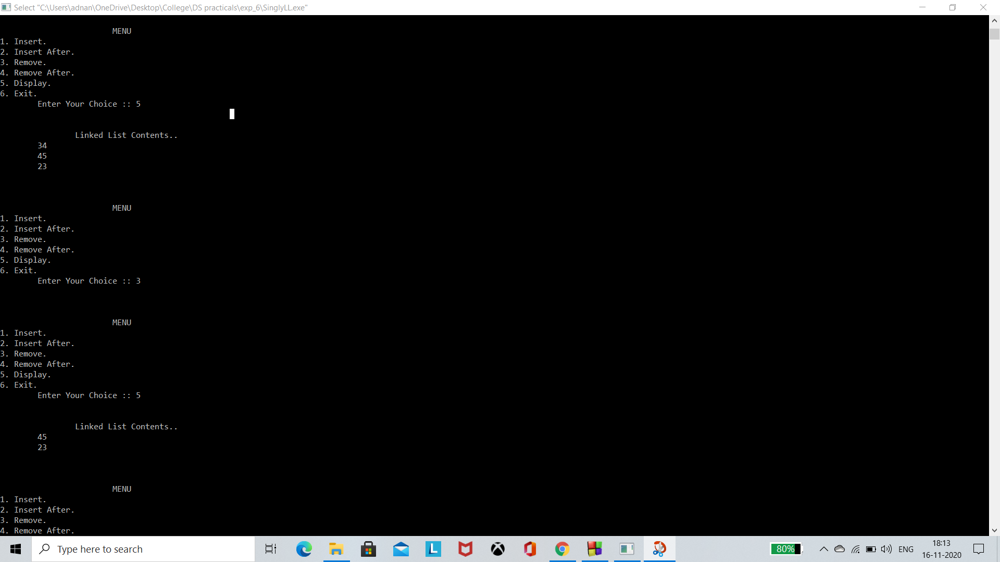 Select "C:\Users\adnan\OneDrive\Desktop\College\DS practicals\exp_6\SinglyLL.exe"
MENU
1. Insert.
2. Insert After.
3. Remove.
4. Remove After.
5. Display.
6. Exit.
Enter Your Choice :: 5
Linked List Contents..
34
45
23
MENU
1. Insert.
2. Insert After.
3. Remove.
4. Remove After.
5. Display.
6. Exit.
Enter Your Choice :: 3
MENU
1. Insert.
2. Insert After.
3. Remove.
4. Remove After.
5. Display.
6. Exit.
Enter Your Choice :: 5
Linked List Contents..
45
23
MENU
1. Insert.
2. Insert After.
3. Remove.
4. Remove After.
Type here to search
L
80%
ENG
18:13
16-11-2020